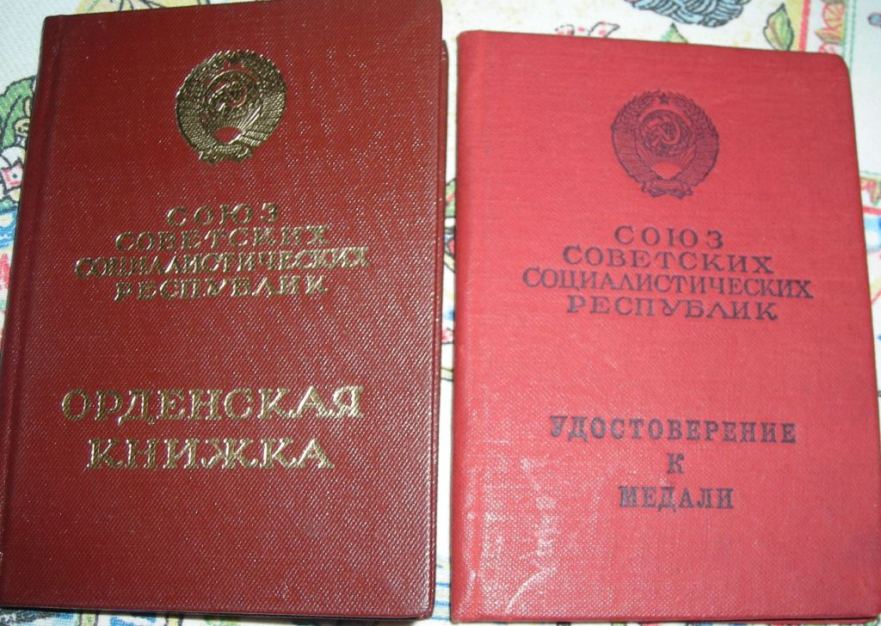 СОЮЗ
СОВЕТСКИХ
СОЦИАЛИСТИЧЕСКИХ
РЕСПУБЛИК
ОРДЕНСКАЯ
КНИЖКА
СОЮЗ
СОВЕТСКИХ
СОЦИАЛИСТИЧЕСКИХ
РЕСПУБЛИК
УДОСТОВЕРЕНИЕ
К
МЕДАЛИ